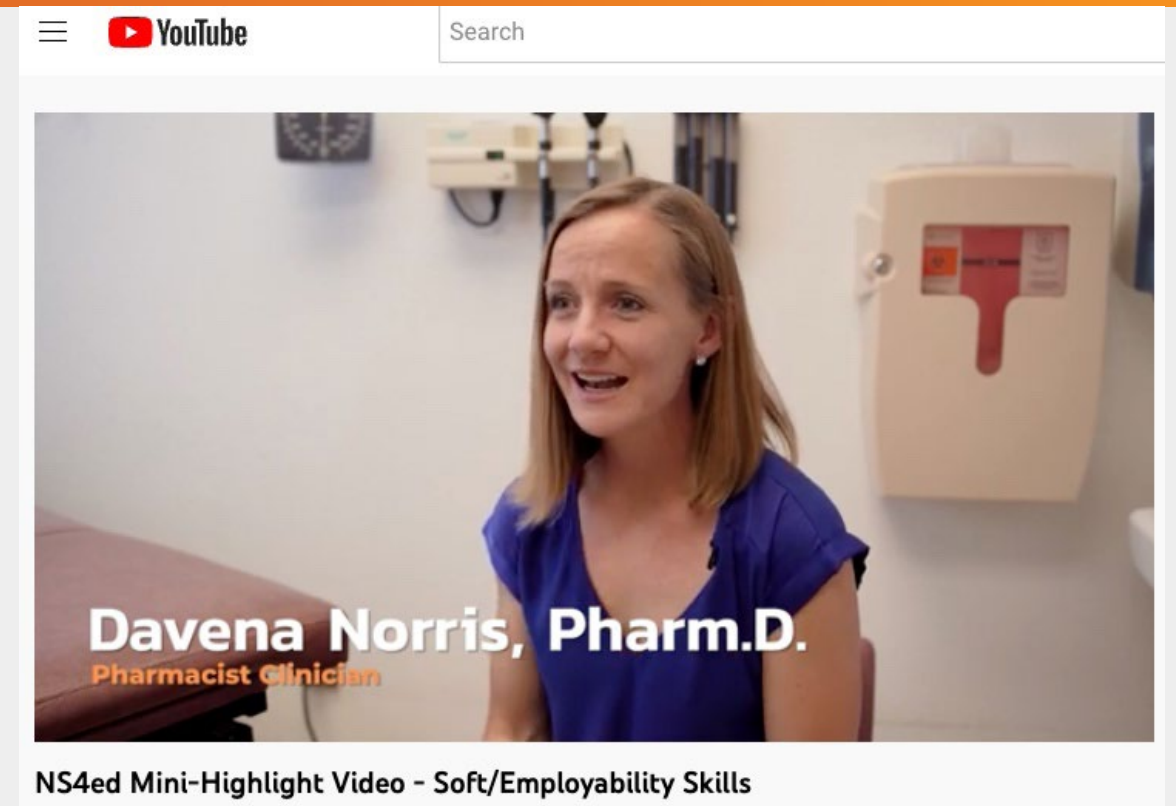 YouTube
Search
Davena Norris, Pharm.D.
Pharmacist Clinician
NS4ed Mini-Highlight Video - Soft/Employability Skills